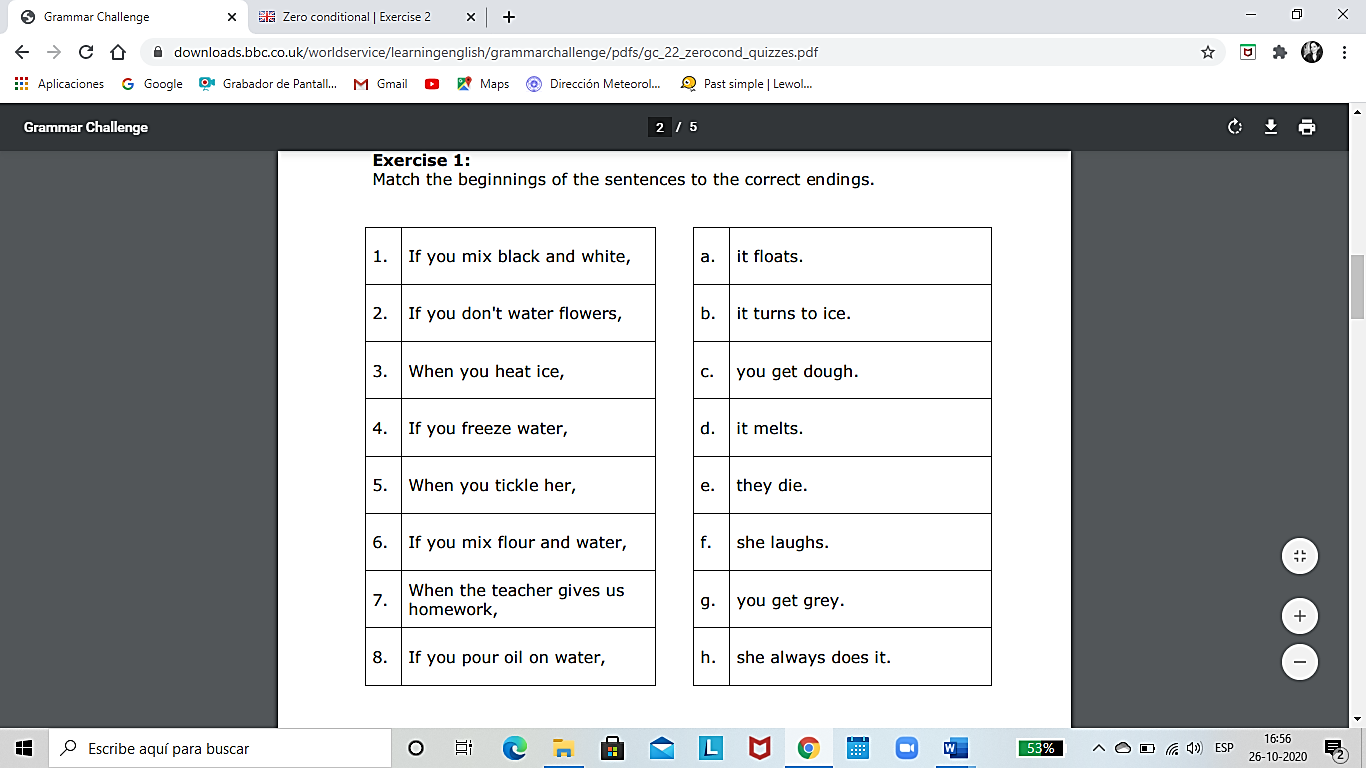 Grammar Challenge
Zero conditional | Exercise 2
downloads.bbc.co.uk/worldservice/learningenglish/grammarchallenge/pdfs/gc_22_zerocond_quizzes.pdf
Aplicaciones
Google
Grabador de Pantall...
Gmail
Maps
Dirección Meteorol...
Past simple | Lewol...
Grammar Challenge
2 / 5
Exercise 1:
Match the beginnings of the sentences to the correct endings.
1. If you mix black and white,
a. it floats.
2. If you don't water flowers,
b. it turns to ice.
3. When you heat ice,
c. you get dough.
4. If you freeze water,
d. it melts.
5. When you tickle her,
e. they die.
6. If you mix flour and water,
f. she laughs.
7. When the teacher gives us
homework,
g. you get grey.
8. If you pour oil on water,
h. she always does it.
Escribe aquí para buscar
53%
ESP
16:56
26-10-2020
2